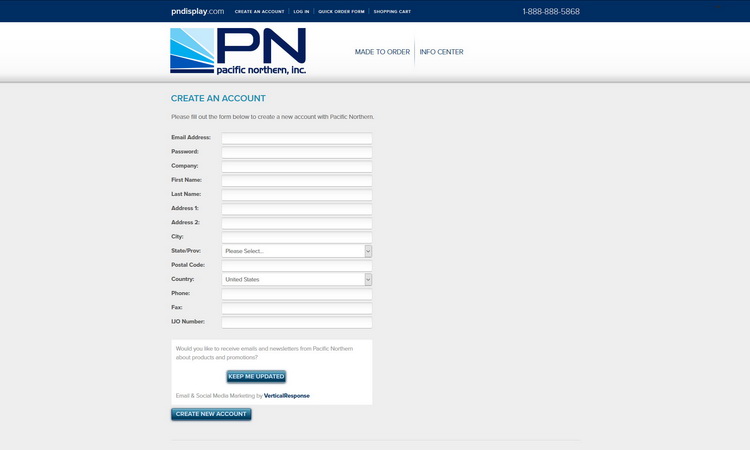 pndisplay.com CREATE AN ACCOUNT LOG IN QUICK ORDER FORM SHOPPING CART 1-888-888-5868
PN
pacific northern, inc.
MADE TO ORDER INFO CENTER
CREATE AN ACCOUNT
Please fill out the form below to create a new account with Pacific Northern.
Email Address:
Password:
Company:
First Name:
Last Name:
Address 1:
Address 2:
City:
State/Prov: Please Select...
Postal Code:
Country: United States
Phone:
Fax:
IJO Number:
Would you like to receive emails and newsletters from Pacific Northern
about products and promotions?
KEEP ME UPDATED
Email & Social Media Marketing by VerticalResponse
CREATE NEW ACCOUNT